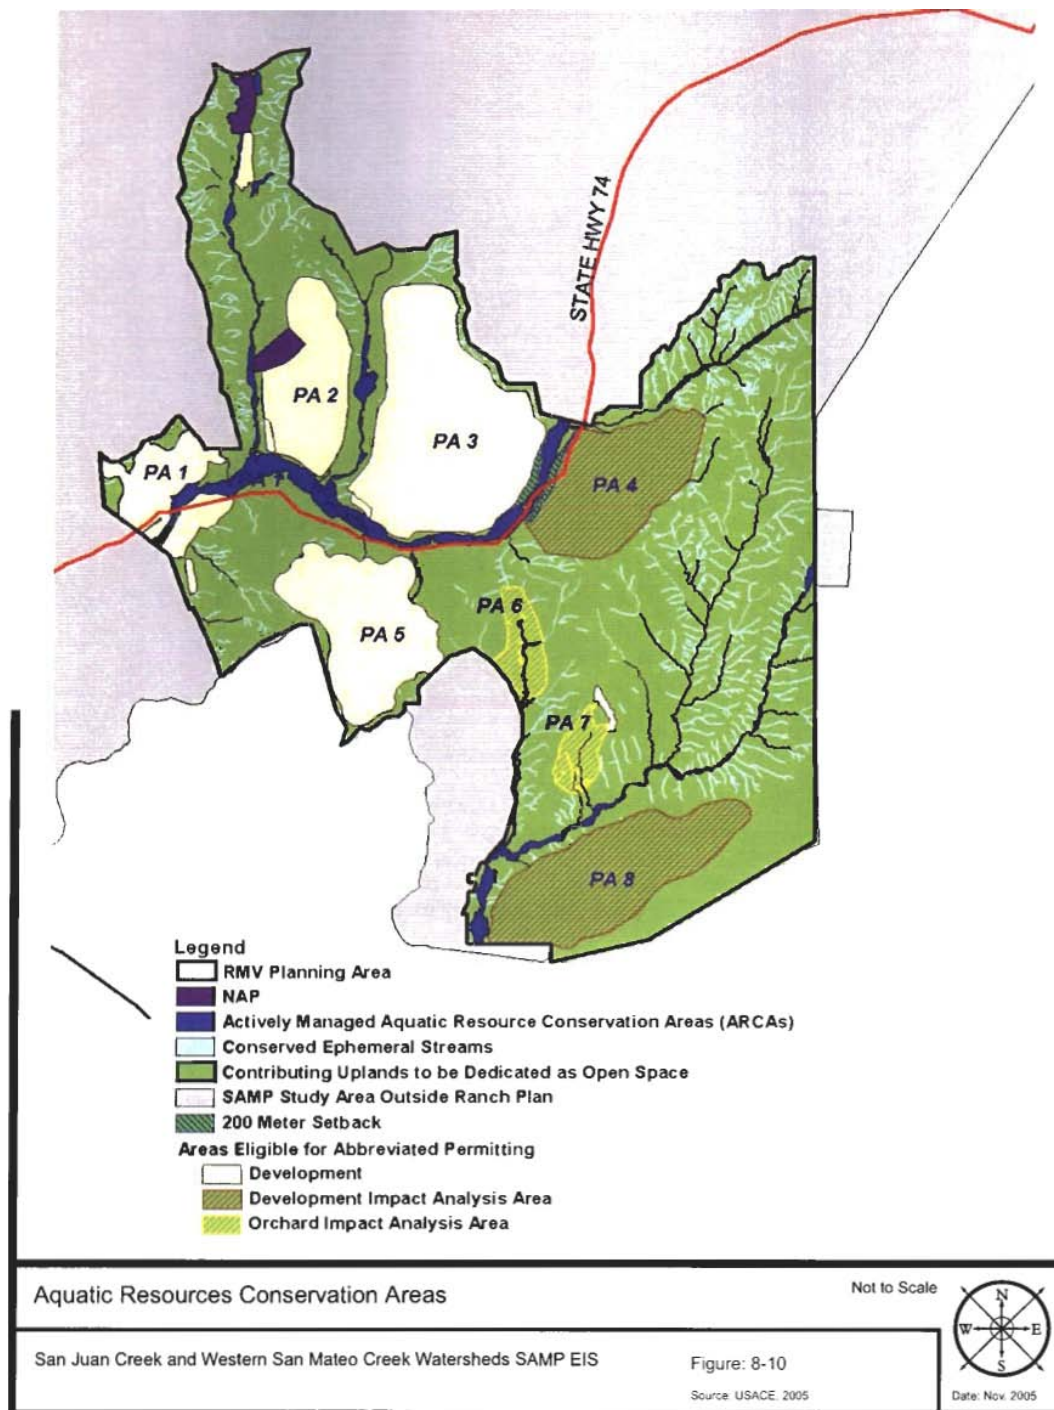 STATE HWY 74
PA 2
PA 3
PA 1
PA 4
PA 6
PA 5
PA 7
PA 8
Legend
RMV Planning Area
NAP
Actively Managed Aquatic Resource Conservation Areas (ARCAs)
Conserved Ephemeral Streams
Contributing Uplands to be Dedicated as Open Space
SAMP Study Area Outside Ranch Plan
200 Meter Setback
Areas Eligible for Abbreviated Permitting
Development
Development Impact Analysis Area
Orchard Impact Analysis Area
Aquatic Resources Conservation Areas
Not to Scale
N
W E
S
San Juan Creek and Western San Mateo Creek Watersheds SAMP EIS
Figure: 8-10
Source: USACE, 2005
Date: Nov. 2005